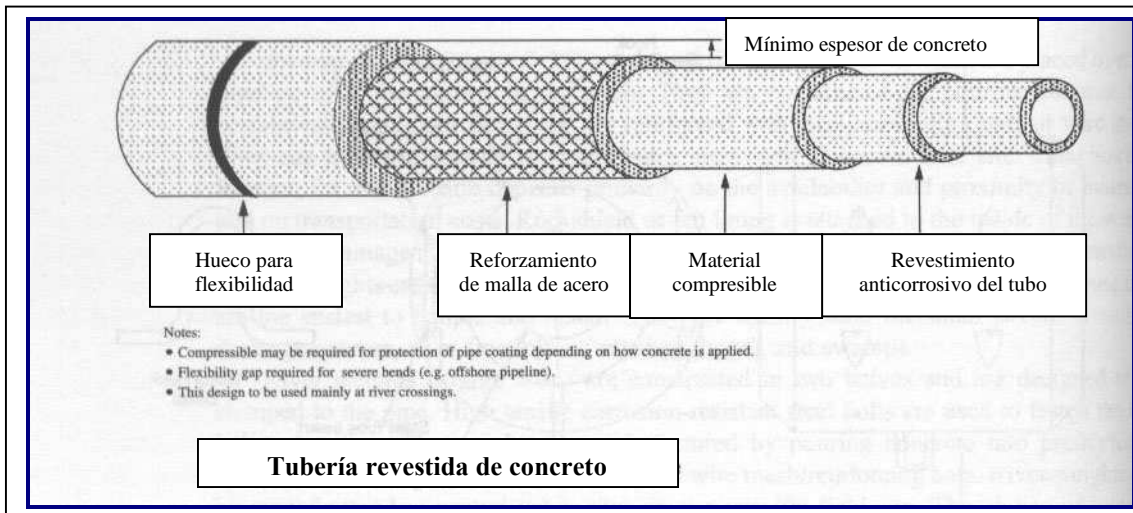 Mínimo espesor de concreto
Hueco para
flexibilidad
Reforzamiento
de malla de acero
Material
compresible
Revestimiento
anticorrosivo del tubo
Notes:
• Compressible may be required for protection of pipe coating depending on how concrete is applied.
• Flexibility gap required for severe bends (e.g. offshore pipeline).
• This design to be used mainly at river crossings.
Tubería revestida de concreto